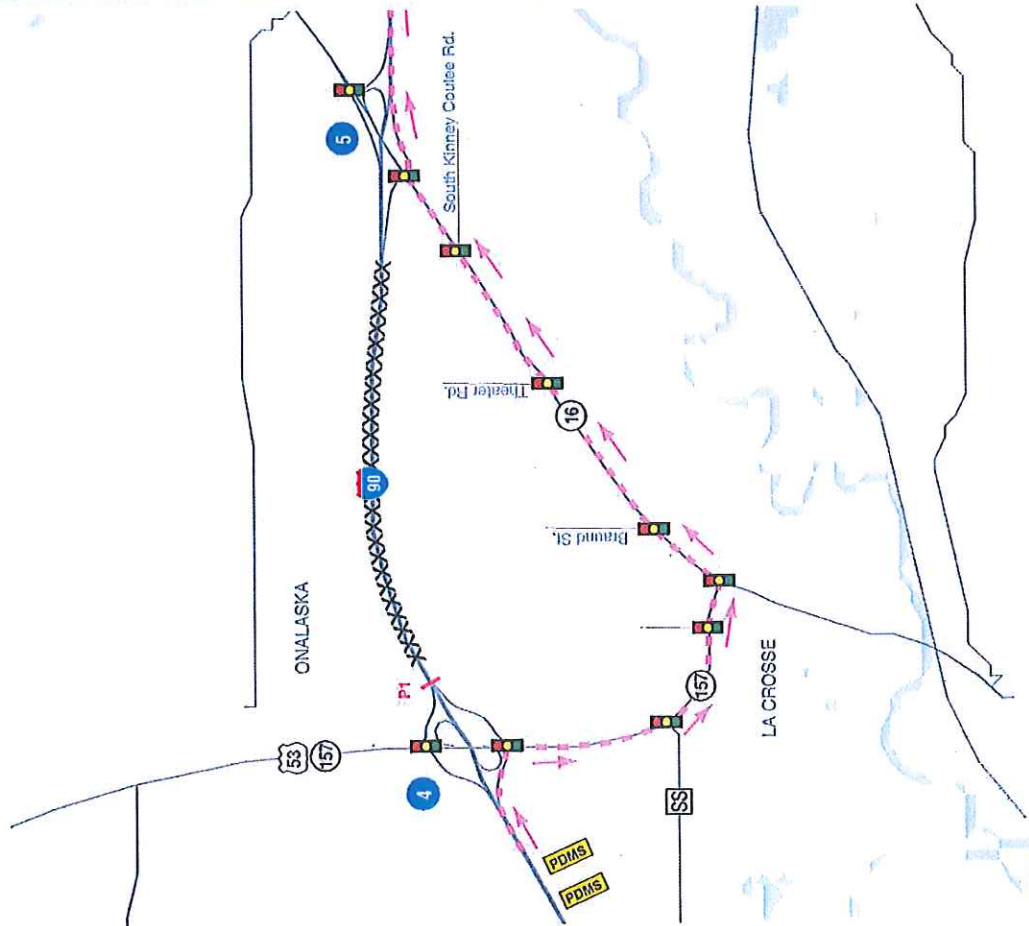 5
South Kinney Coulee Rd.
Theater Rd.
16
90
Braund St.
ONALASKA
P1
157
LA CROSSE
53
157
4
SS
PDMS
PDMS